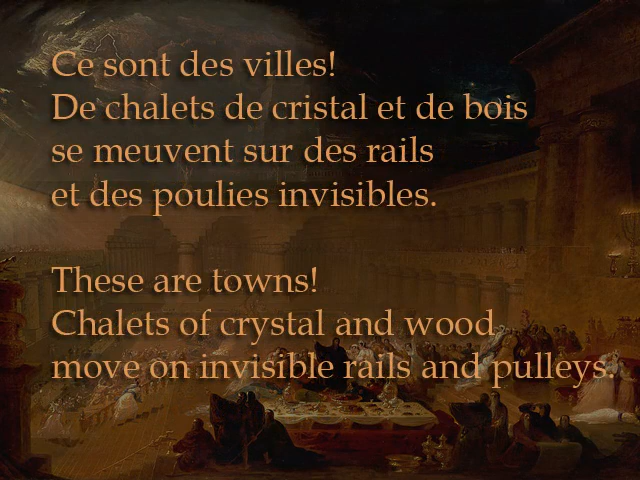 Ce sont des villes!
De chalets de cristal et de bois
se meuvent sur des rails
et des poulies invisibles.
These are towns!
Chalets of crystal and wood
move on invisible rails and pulleys.